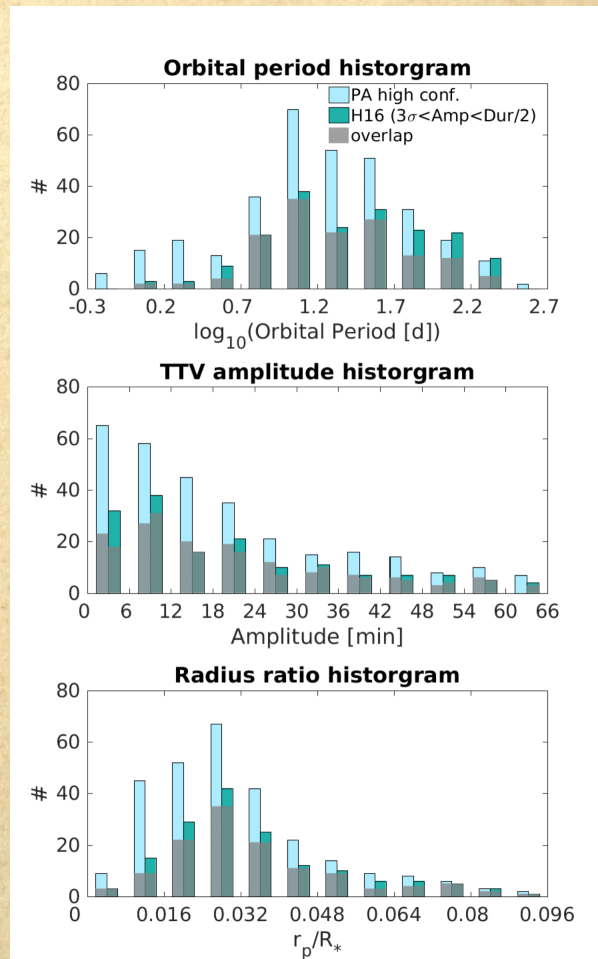 Orbital period historgram
80
60
40
20
0
#
PA high conf.
H16 (3σ<Amp<Dur/2)
overlap
-0.3 0.2 0.7 1.2 1.7 2.2 2.7
log10(Orbital Period [d])
TTV amplitude historgram
80
60
40
20
0
#
0 6 12 18 24 30 36 42 48 54 60 66
Amplitude [min]
Radius ratio historgram
80
60
40
20
0
#
0 0.016 0.032 0.048 0.064 0.08 0.096
rp/R*